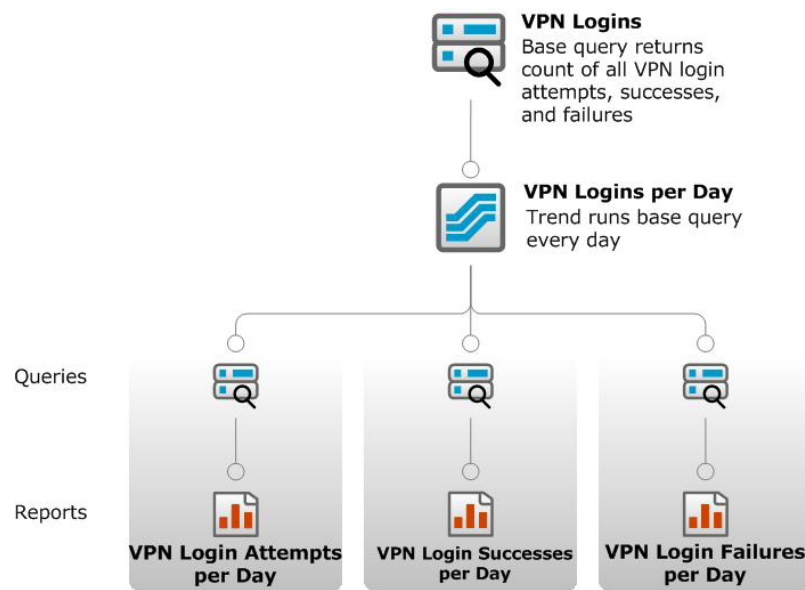 VPN Logins
Base query returns
count of all VPN login
attempts, successes,
and failures
VPN Logins per Day
Trend runs base query
every day
Queries
Reports
VPN Login Attempts
per Day
VPN Login Successes
per Day
VPN Login Failures
per Day